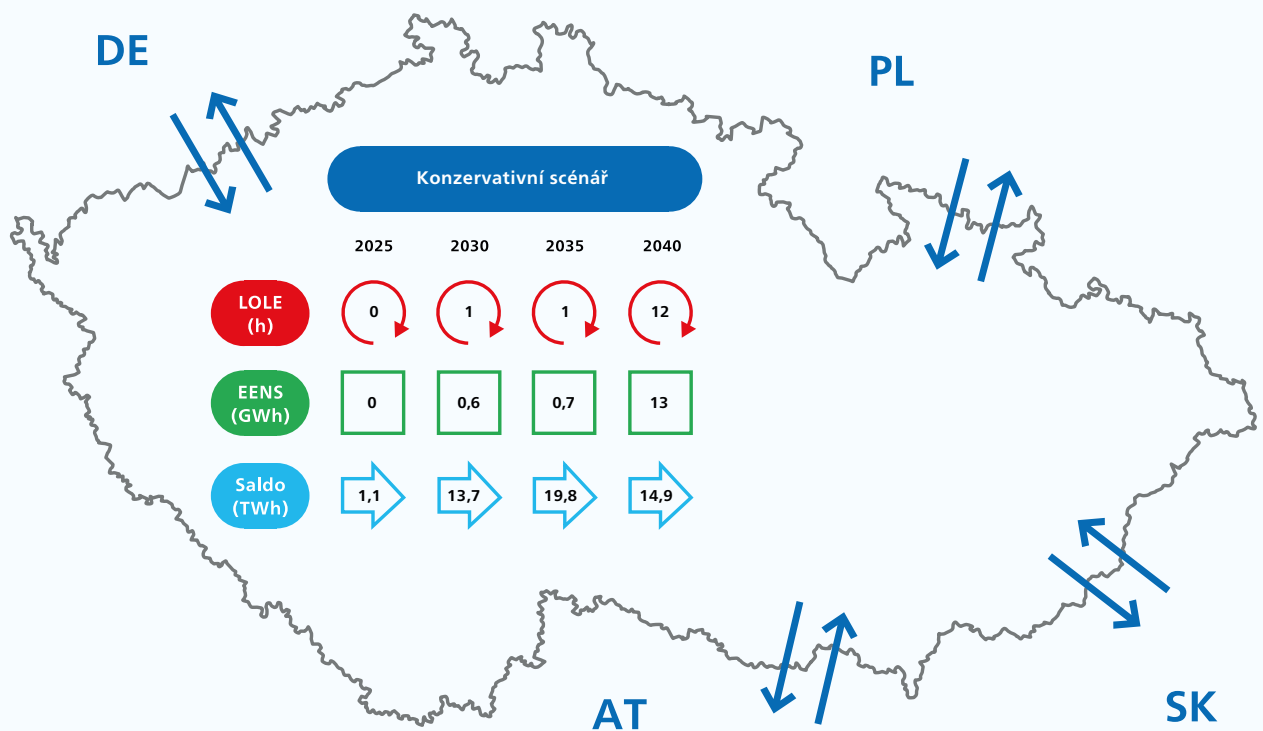 DE
PL
Konzervativní scénář
2025 2030 2035 2040
LOLE
(h)
0 1 1 12
EENS
(GWh)
0 0,6 0,7 13
Saldo
(TWh)
1,1 13,7 19,8 14,9
AT
SK